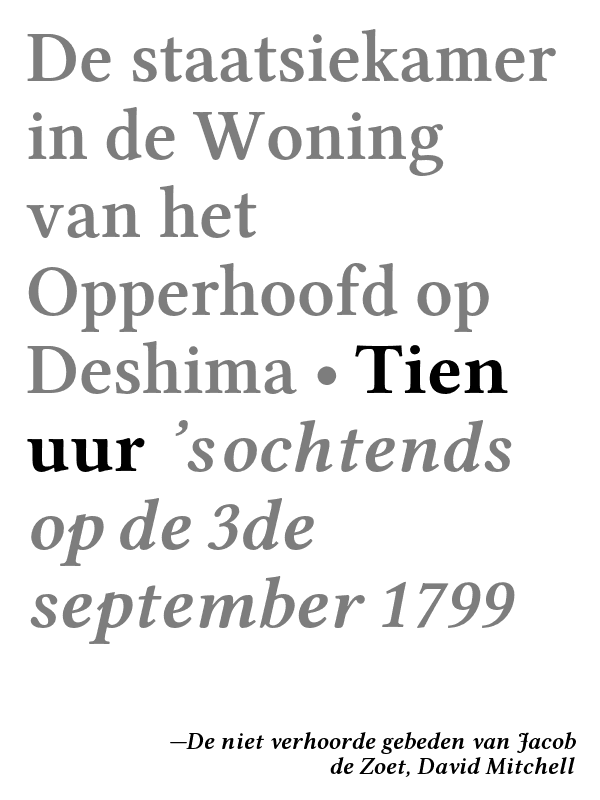 De staatsiekamer
in de Woning
van het
Opperhoofd op
Deshima • Tien
uur ’sochtends
op de 3de
september 1799
—De niet verhoorde gebeden van Jacob
de Zoet, David Mitchell